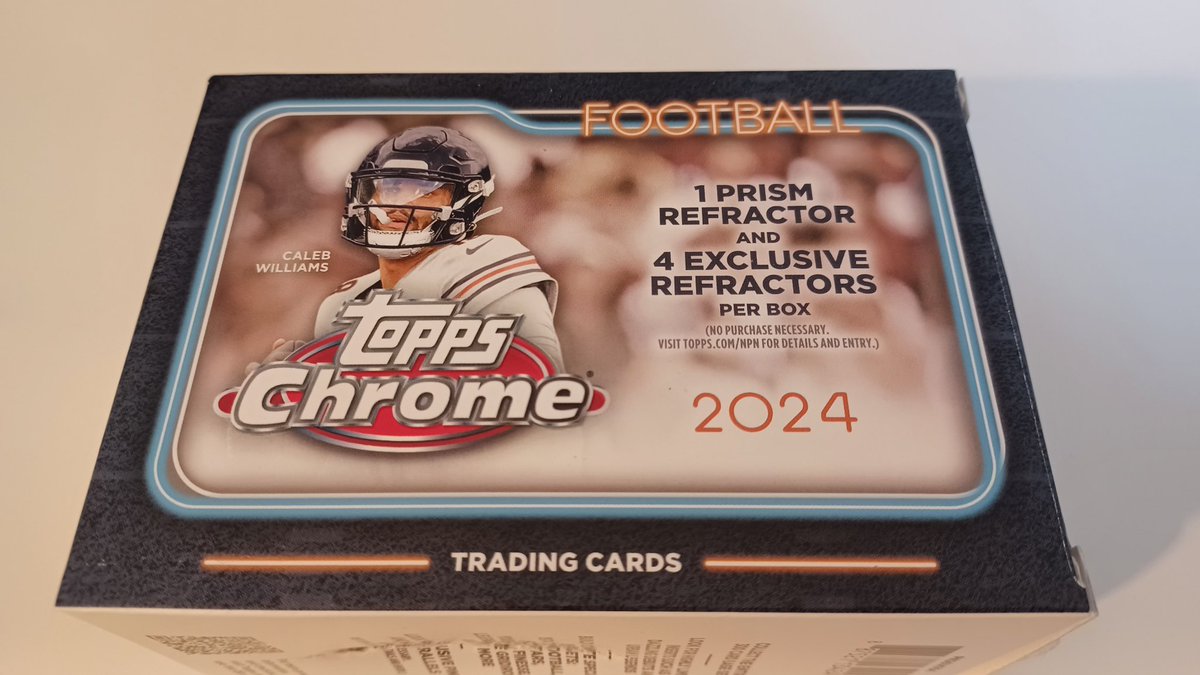 FOOTBALL
1 PRISM
REFRACTOR
AND
4 EXCLUSIVE
REFRACTORS
PER BOX
(NO PURCHASE NECESSARY.
VISIT TOPPS.COM/NPN FOR DETAILS AND ENTRY.)
CALEB
WILLIAMS
Topps
Chrome
2024
TRADING CARDS